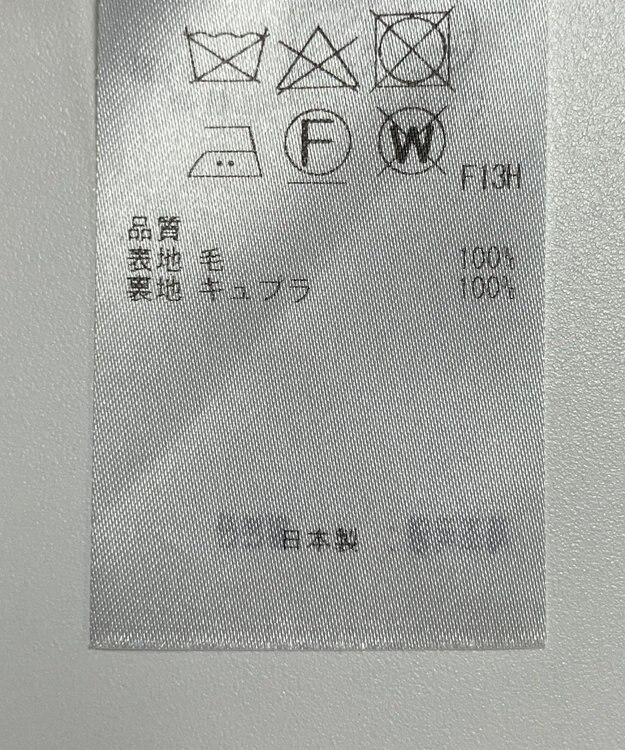 F W
F13H
品質
表地 毛 100%
裏地 キュプラ 100%
日本製